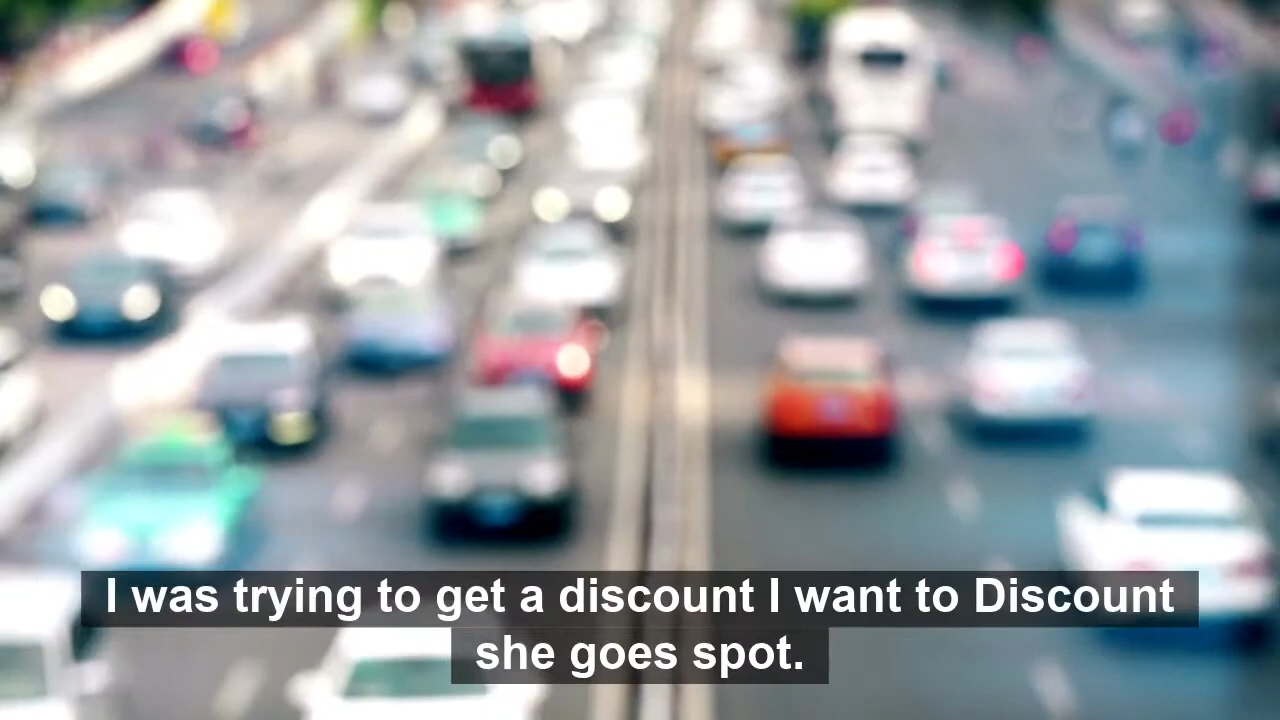 I was trying to get a discount I want to Discount
she goes spot.